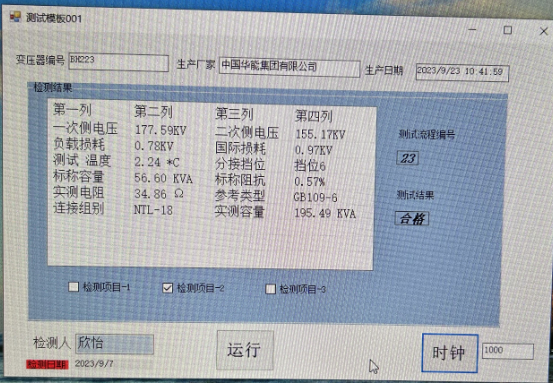 测试模板001
变压器编号 BH223 生产厂家 中国华能集团有限公司 生产日期 2023/9/23 10:41:59
检测结果
第一列 第二列 第三列 第四列
一次侧电压 177.59KV 二次侧电压 155.17KV
负载损耗 0.78KV 国际损耗 0.97KV
测试 温度 2.24 *C 分接挡位 挡位6
标称容量 56.60 KVA 标称阻抗 0.57%
实测电阻 34.86 Ω 参考类型 GB109-6
连接组别 NTL-18 实测容量 195.49 KVA
测试流程编号
23
测试结果
合格
检测项目-1 检测项目-2 检测项目-3
检测人 欣怡
检测日期 2023/9/7
运行
时钟 1000